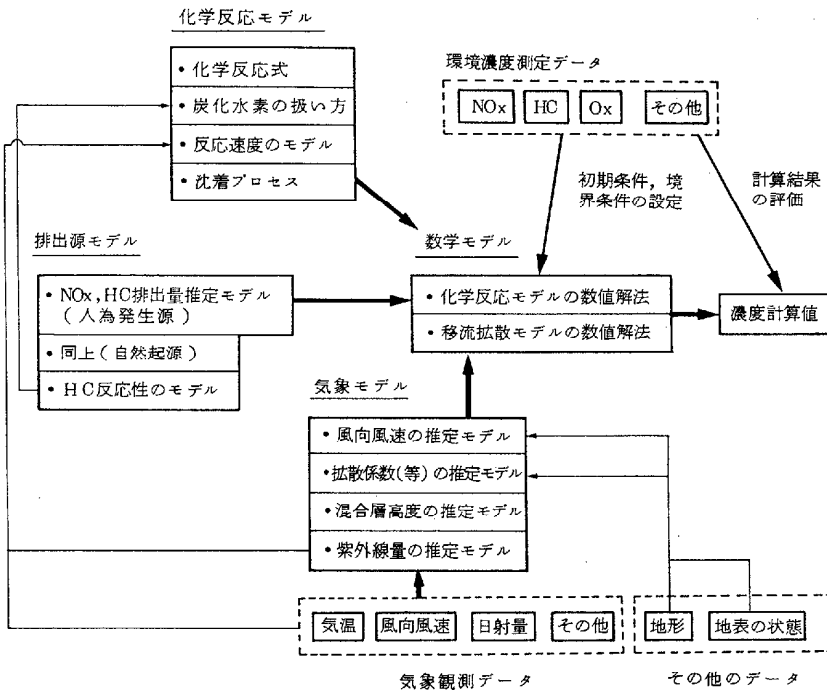 化学反応モデル
・化学反応式
・炭化水素の扱い方
・反応速度のモデル
・沈着プロセス
環境濃度測定データ
NOx
HC
Ox
その他
初期条件,境
界条件の設定
計算結果
の評価
排出源モデル
・NOx,HC排出量推定モデル
(人為発生源)
・同上(自然起源)
・HC反応性のモデル
数学モデル
・化学反応モデルの数値解法
・移流拡散モデルの数値解法
濃度計算値
気象モデル
・風向風速の推定モデル
・拡散係数(等)の推定モデル
・混合層高度の推定モデル
・紫外線量の推定モデル
気温
風向風速
日射量
その他
地形
地表の状態
気象観測データ
その他のデータ